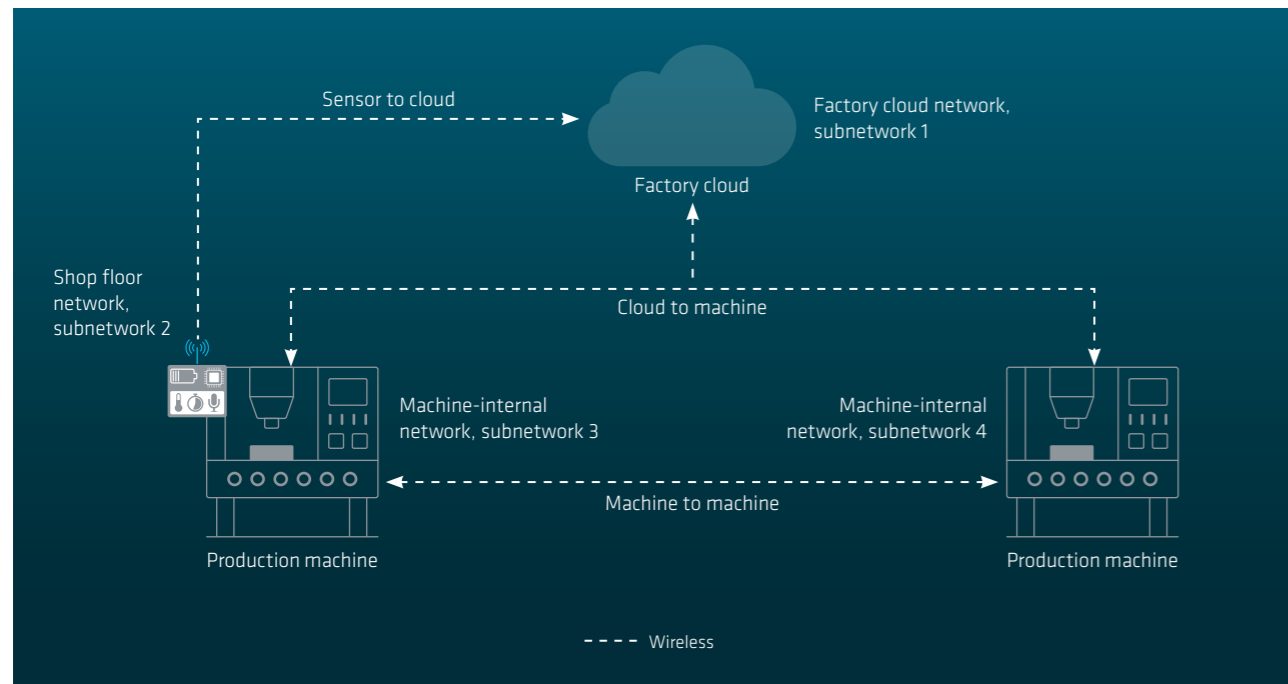 Sensor to cloud
Factory cloud network,
subnetwork 1
Factory cloud
Shop floor
network,
subnetwork 2
Cloud to machine
Machine-internal
network, subnetwork 3
Machine-internal
network, subnetwork 4
Machine to machine
Production machine
Production machine
Wireless